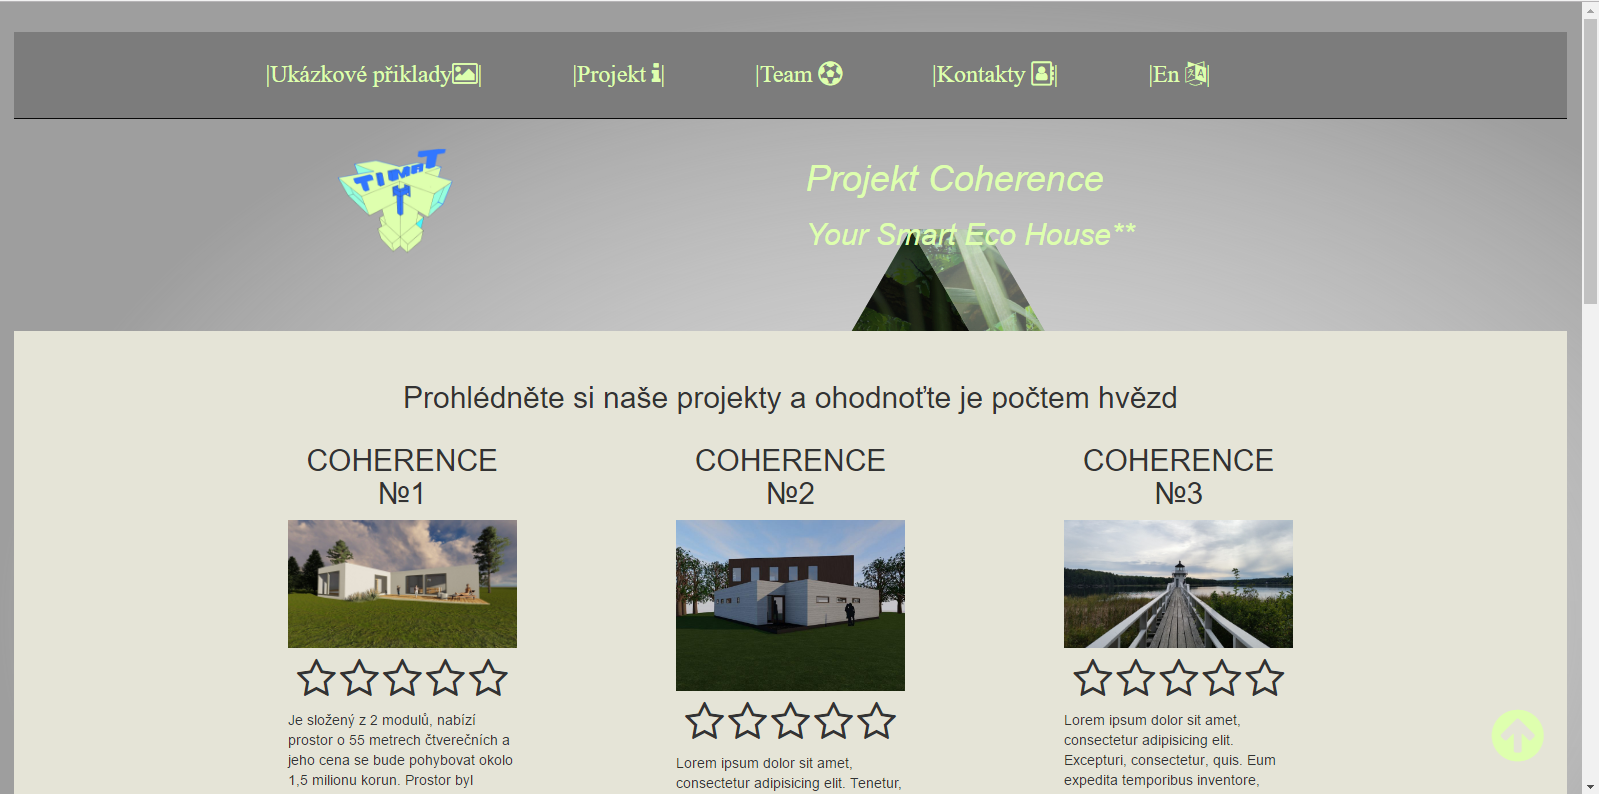 |Ukázkové přiklady|
|Projekt |
|Team
|Kontakty |
|En |
TIMBT
Projekt Coherence
Your Smart Eco House**
Prohlédněte si naše projekty a ohodnoťte je počtem hvězd
COHERENCE
№1
Je složený z 2 modulů, nabízí
prostor o 55 metrech čtverečních a
jeho cena se bude pohybovat okolo
1,5 milionu korun. Prostor byl
COHERENCE
№2
Lorem ipsum dolor sit amet,
consectetur adipisicing elit. Tenetur,
COHERENCE
№3
Lorem ipsum dolor sit amet,
consectetur adipisicing elit.
Excepturi, consectetur, quis. Eum
expedita temporibus inventore,